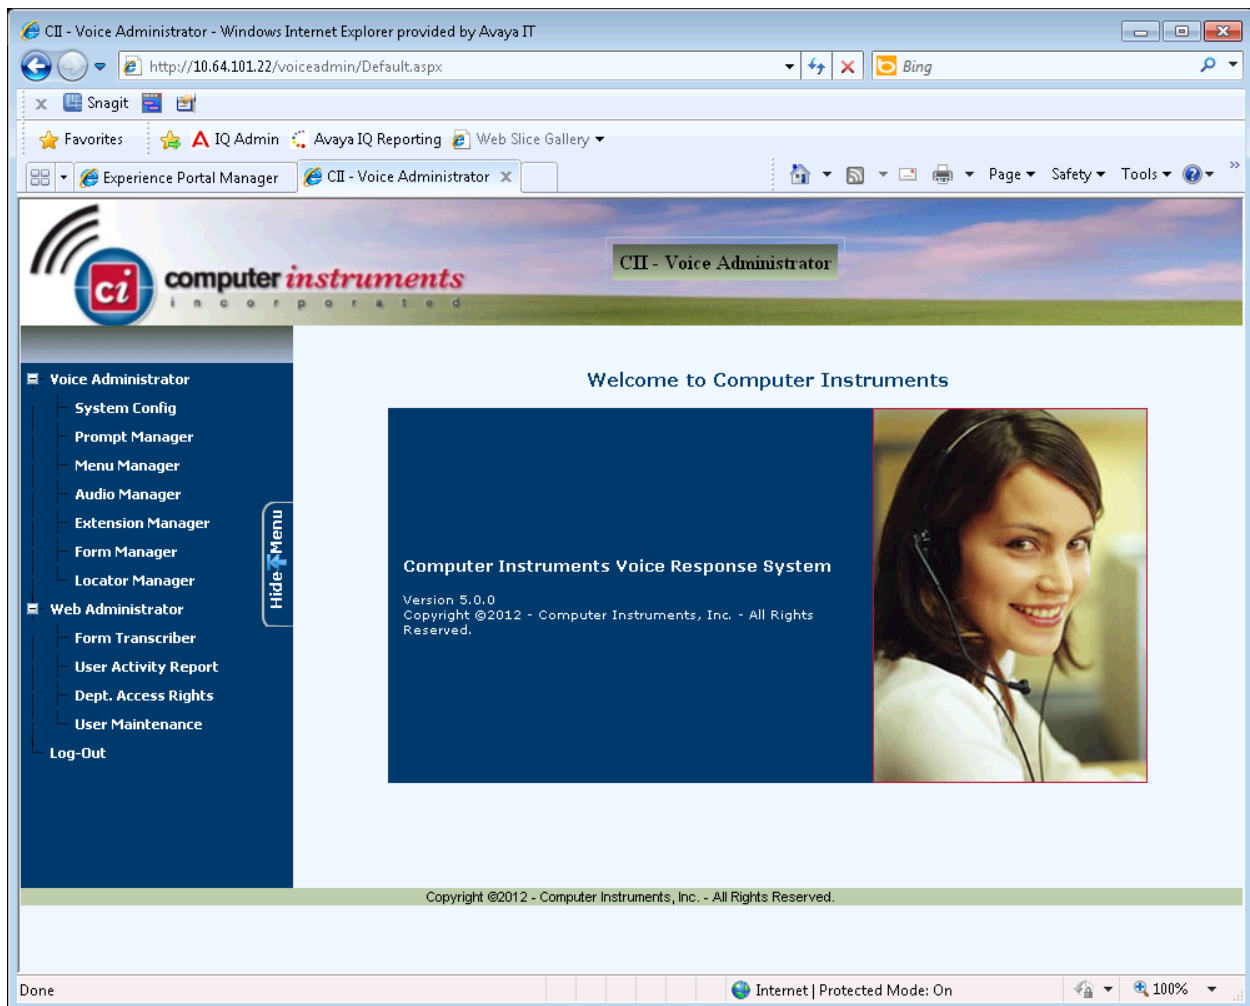 CII - Voice Administrator - Windows Internet Explorer provided by Avaya IT
http://10.64.101.22/voiceadmin/Default.aspx
Bing
x Snagit
Favorites IQ Admin Avaya IQ Reporting Web Slice Gallery
Experience Portal Manager CII - Voice Administrator x Page Safety Tools
ci computer instruments
incorporated
CII - Voice Administrator
Voice Administrator
System Config
Prompt Manager
Menu Manager
Audio Manager
Extension Manager
Form Manager
Locator Manager
Web Administrator
Form Transcriber
User Activity Report
Dept. Access Rights
User Maintenance
Log-Out
Hide Menu
Welcome to Computer Instruments
Computer Instruments Voice Response System
Version 5.0.0
Copyright ©2012 - Computer Instruments, Inc. - All Rights
Reserved.
Copyright ©2012 - Computer Instruments, Inc. - All Rights Reserved.
Done Internet | Protected Mode: On 100%